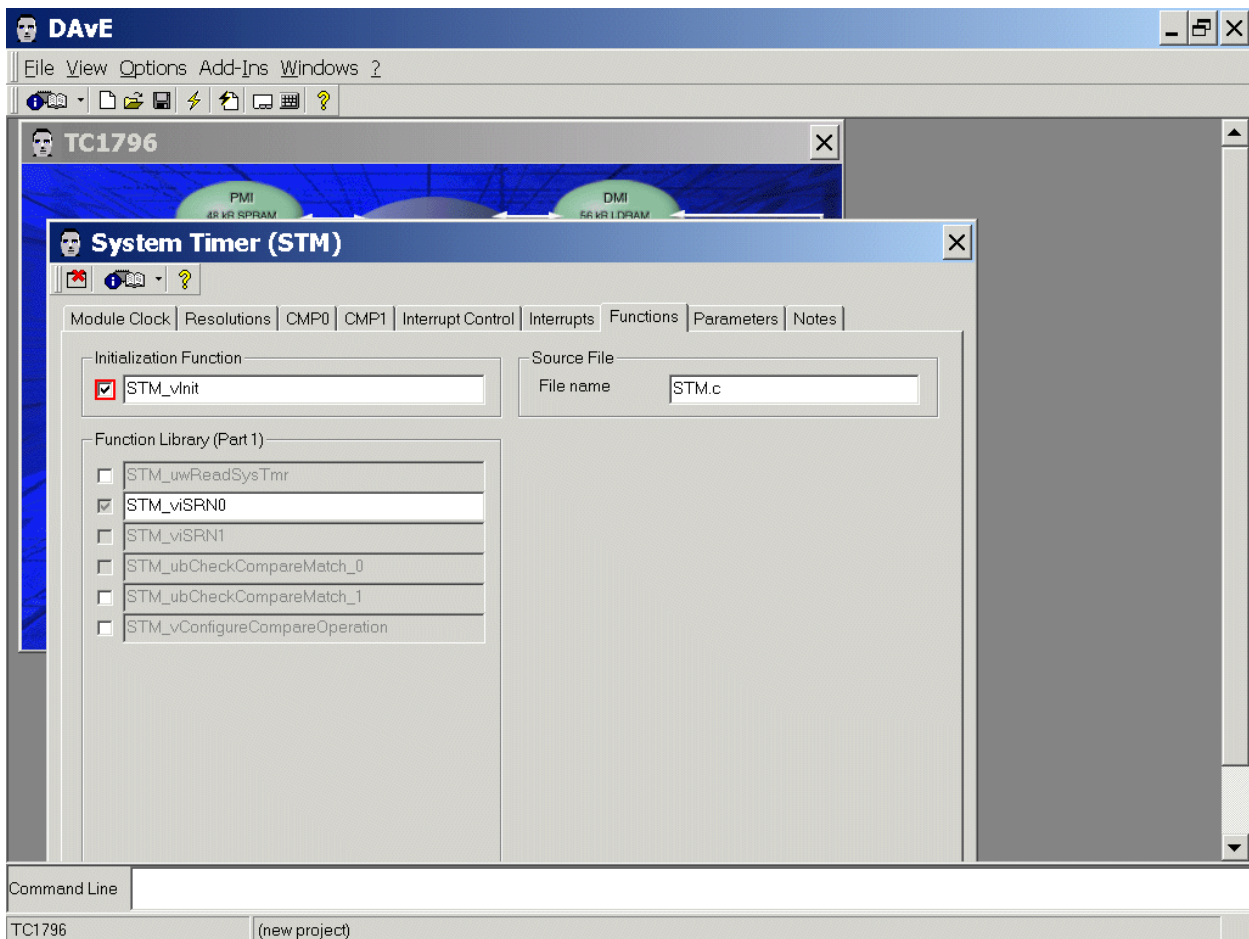 DAvE
File View Options Add-Ins Windows ?
TC1796
PMI
48 kB SPRAM
DMI
56 kB LDRAM
System Timer (STM)
Module Clock Resolutions CMP0 CMP1 Interrupt Control Interrupts Functions Parameters Notes
Initialization Function
STM_vInit
Source File
File name STM.c
Function Library (Part 1)
STM_uwReadSysTmr
STM_viSRN0
STM_viSRN1
STM_ubCheckCompareMatch_0
STM_ubCheckCompareMatch_1
STM_vConfigureCompareOperation
Command Line
TC1796 (new project)